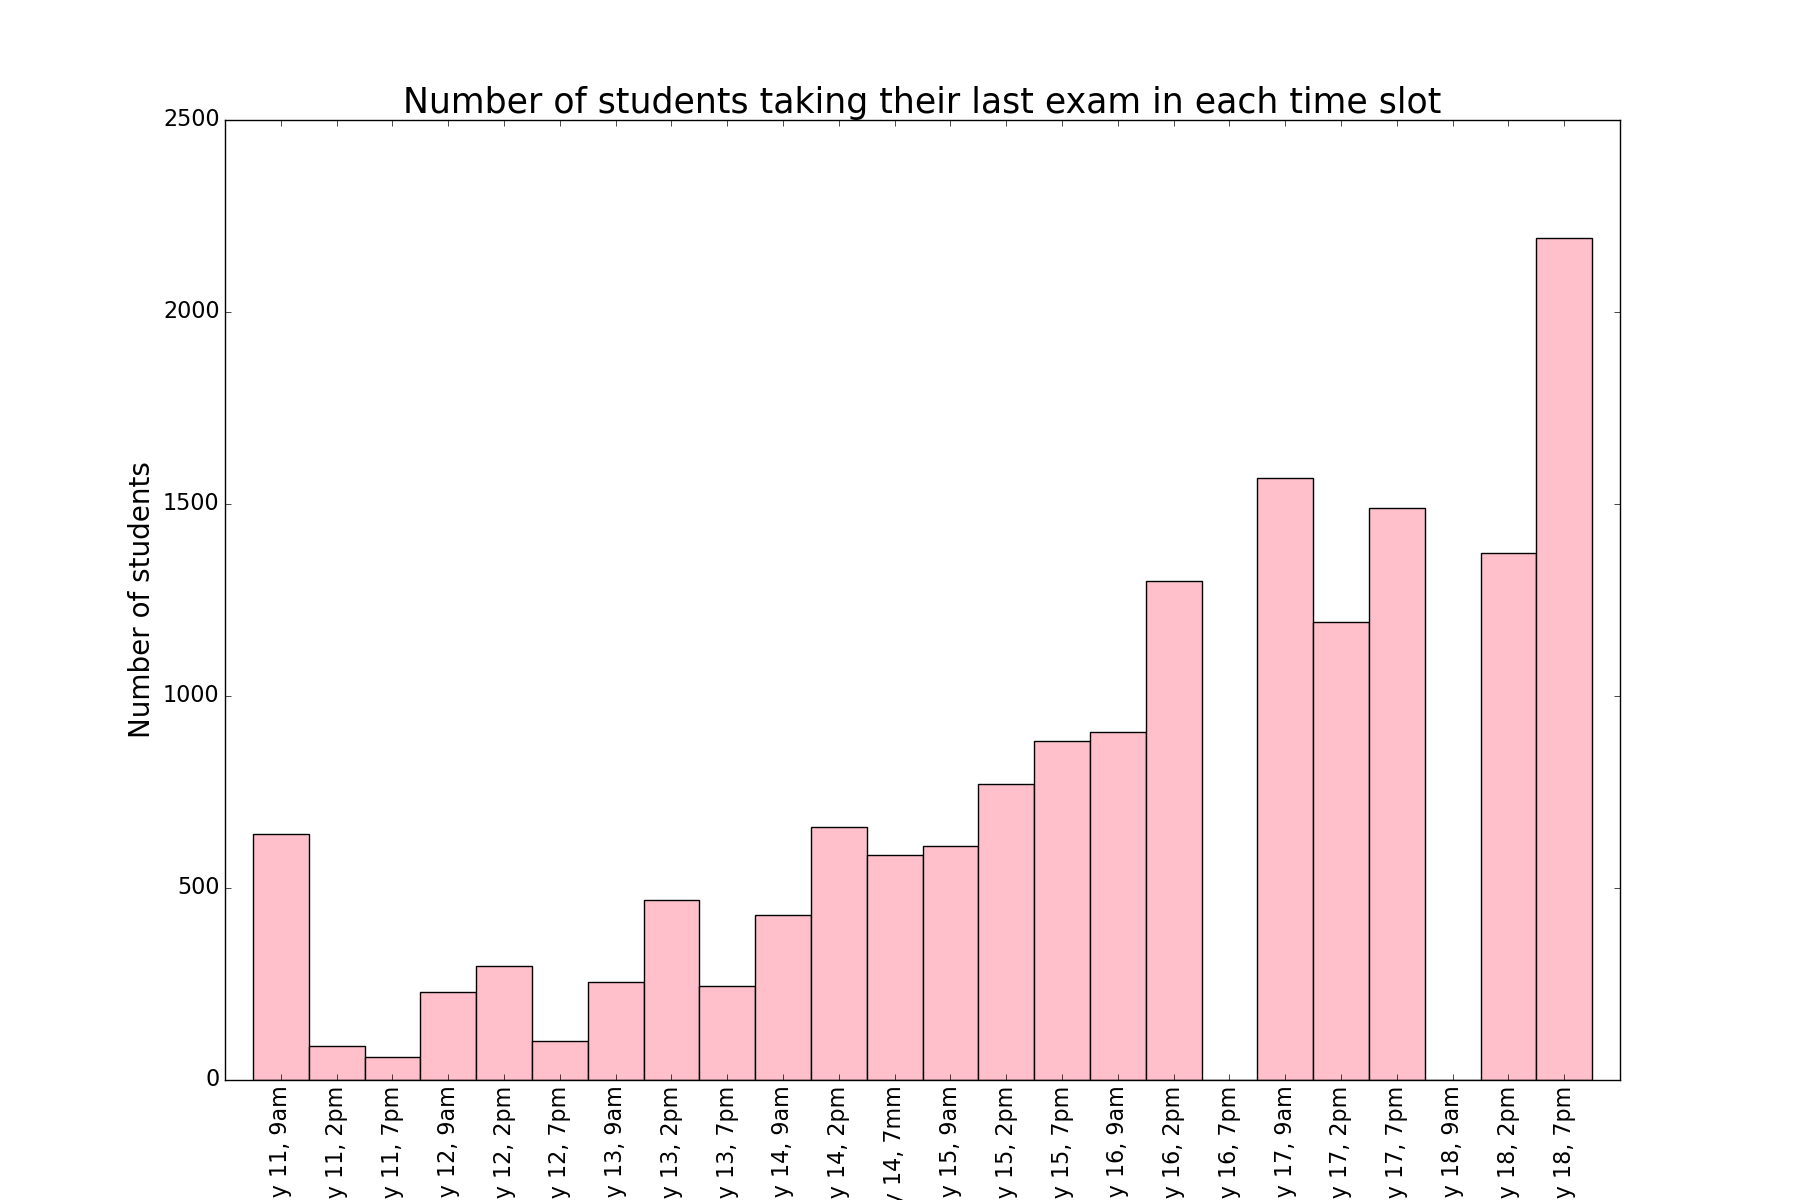 Number of students taking their last exam in each time slot
Number of students
2500
2000
1500
1000
500
0
y 11, 9am
y 11, 2pm
y 11, 7pm
y 12, 9am
y 12, 2pm
y 12, 7pm
y 13, 9am
y 13, 2pm
y 13, 7pm
y 14, 9am
y 14, 2pm
y 14, 7mm
y 15, 9am
y 15, 2pm
y 15, 7pm
y 16, 9am
y 16, 2pm
y 16, 7pm
y 17, 9am
y 17, 2pm
y 17, 7pm
y 18, 9am
y 18, 2pm
y 18, 7pm